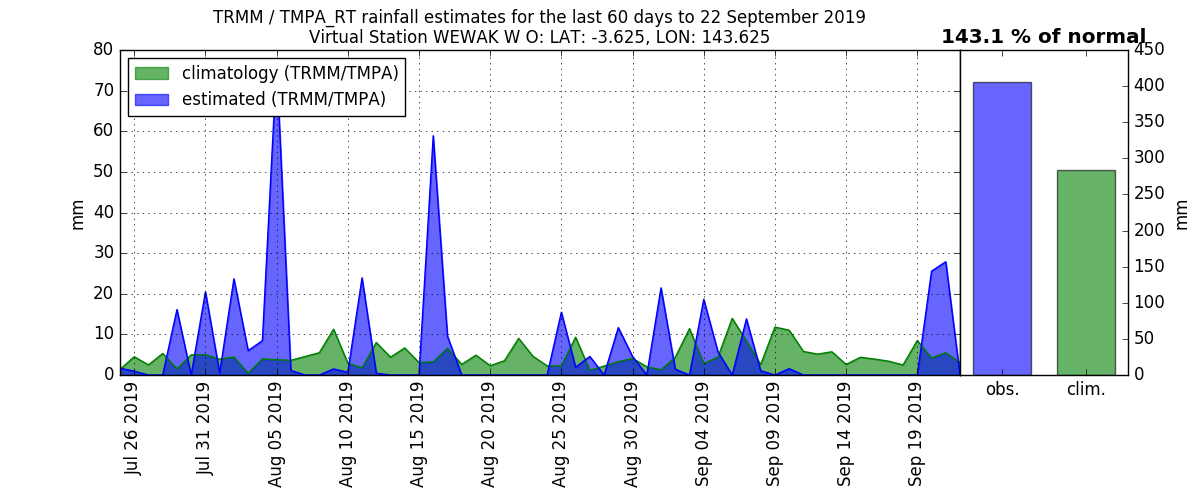 TRMM / TMPA_RT rainfall estimates for the last 60 days to 22 September 2019
Virtual Station WEWAK W O: LAT: -3.625, LON: 143.625
143.1 % of normal
climatology (TRMM/TMPA)
estimated (TRMM/TMPA)
mm
80
70
60
50
40
30
20
10
0
Jul 26 2019
Jul 31 2019
Aug 05 2019
Aug 10 2019
Aug 15 2019
Aug 20 2019
Aug 25 2019
Aug 30 2019
Sep 04 2019
Sep 09 2019
Sep 14 2019
Sep 19 2019
450
400
350
300
250
200
150
100
50
0
mm
obs.
clim.